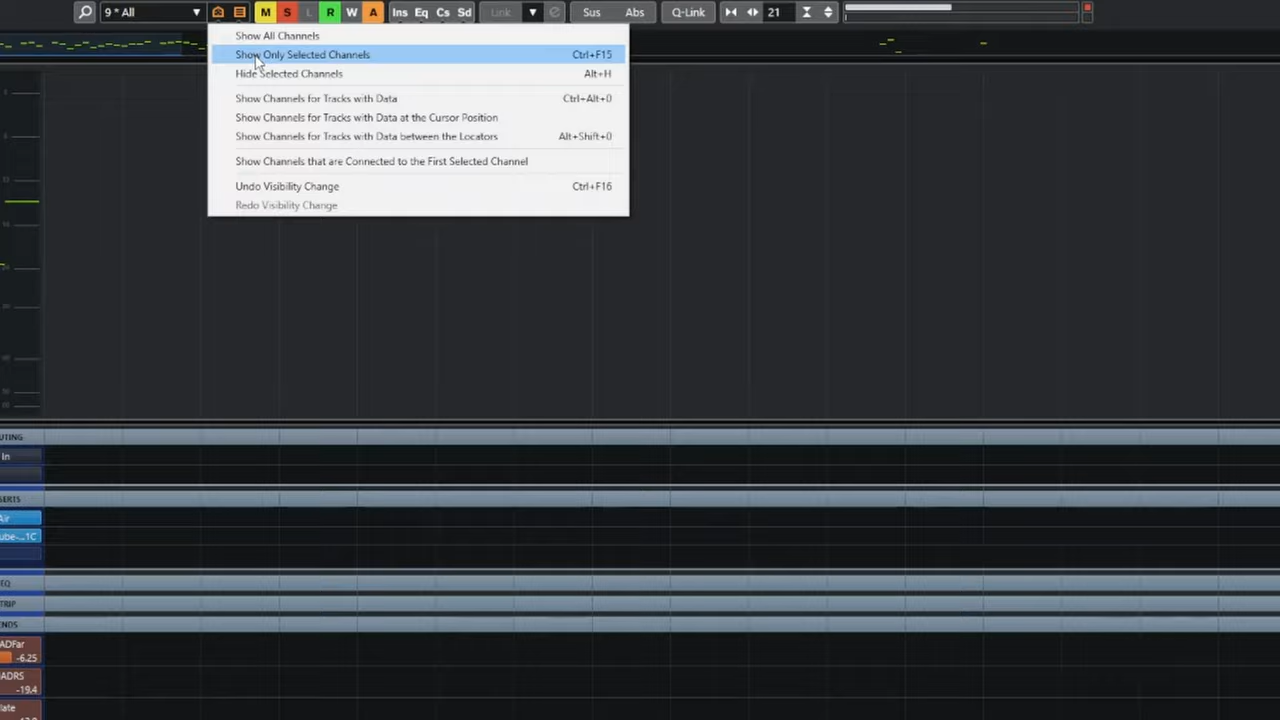 9 * All M S L R W A Ins Eq Cs Sd Link Sus Abs Q-Link 21
Show All Channels
Show Only Selected Channels Ctrl+F15
Hide Selected Channels Alt+H
Show Channels for Tracks with Data Ctrl+Alt+0
Show Channels for Tracks with Data at the Cursor Position
Show Channels for Tracks with Data between the Locators Alt+Shift+0
Show Channels that are Connected to the First Selected Channel
Undo Visibility Change Ctrl+F16
Redo Visibility Change
UTING
In
SERTS
Air
ube-...1C
EQ
TRIP
ENDS
ADFar
-6.25
ADRS
-19.4
late